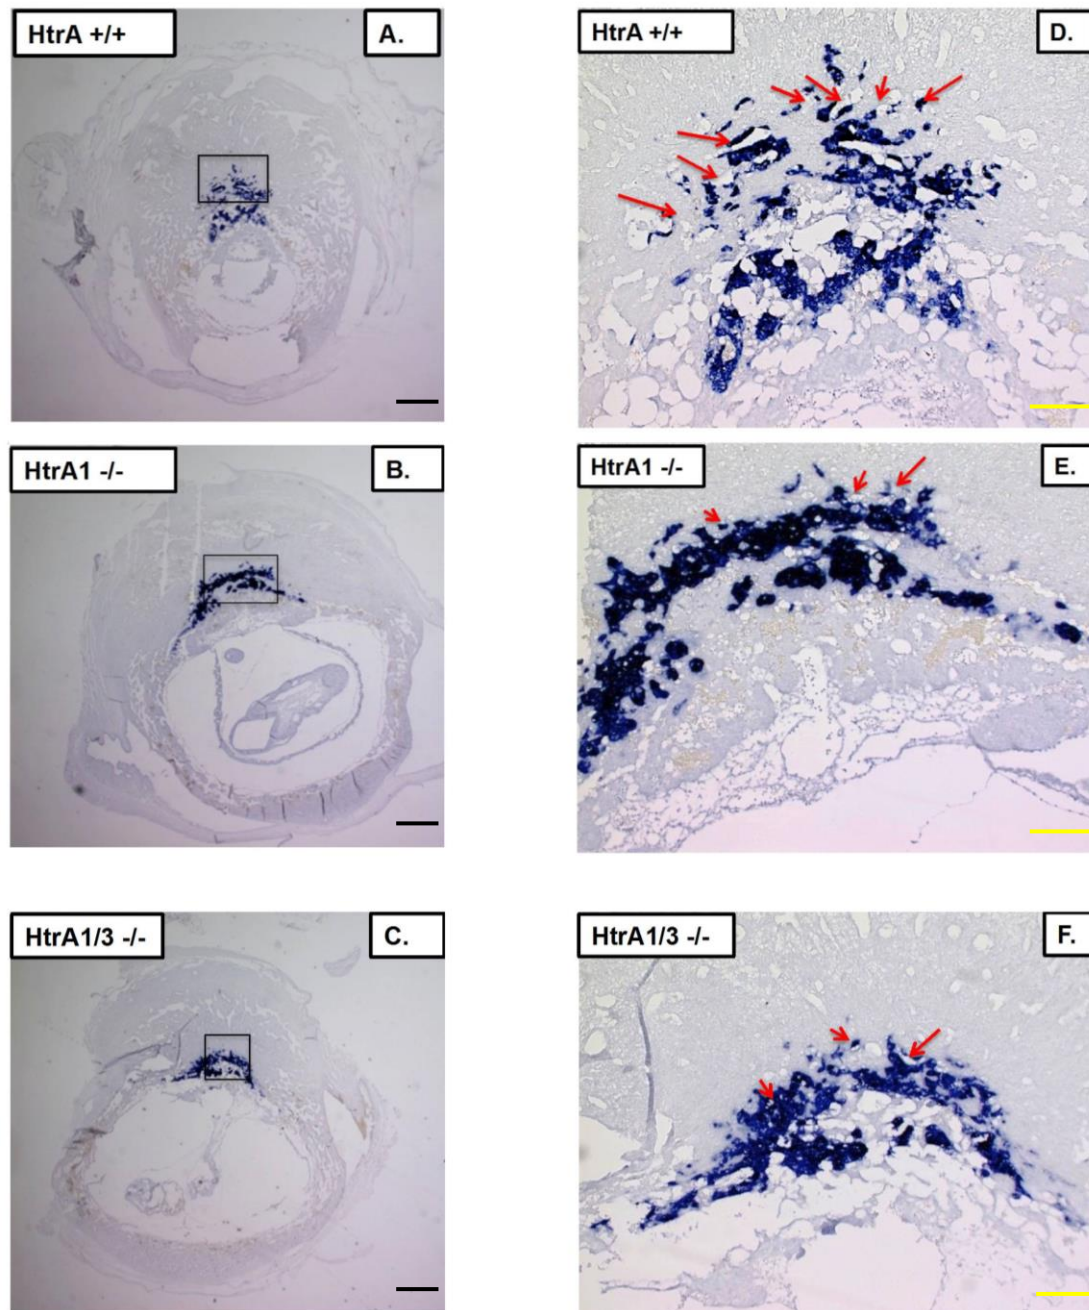 HtrA +/+
A.
HtrA +/+
D.
HtrA1 -/-
B.
HtrA1 -/-
E.
HtrA1/3 -/-
C.
HtrA1/3 -/-
F.